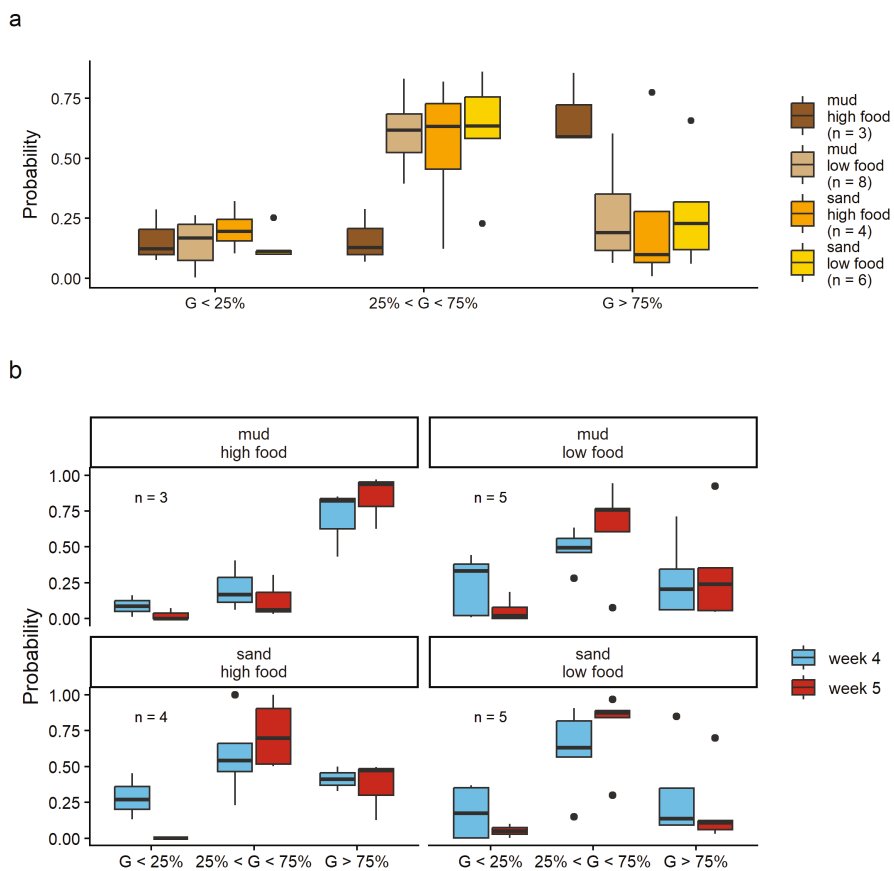 a
Probability
0.75
0.50
0.25
0.00
G < 25%
25% < G < 75%
G > 75%
mud
high food
(n = 3)
mud
low food
(n = 8)
sand
high food
(n = 4)
sand
low food
(n = 6)
b
Probability
mud
high food
mud
low food
1.00
0.75
0.50
0.25
0.00
n = 3
n = 5
sand
high food
sand
low food
1.00
0.75
0.50
0.25
0.00
n = 4
n = 5
G < 25%
25% < G < 75%
G > 75%
G < 25%
25% < G < 75%
G > 75%
week 4
week 5